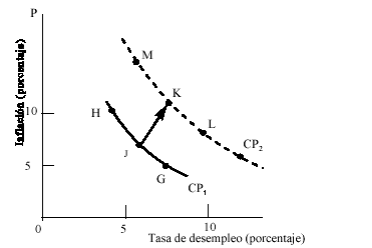 P
Inflación (porcentaje)
M
K
10
H
L
J
CP2
5
G
CP1
0
5
10
Tasa de desempleo (porcentaje)